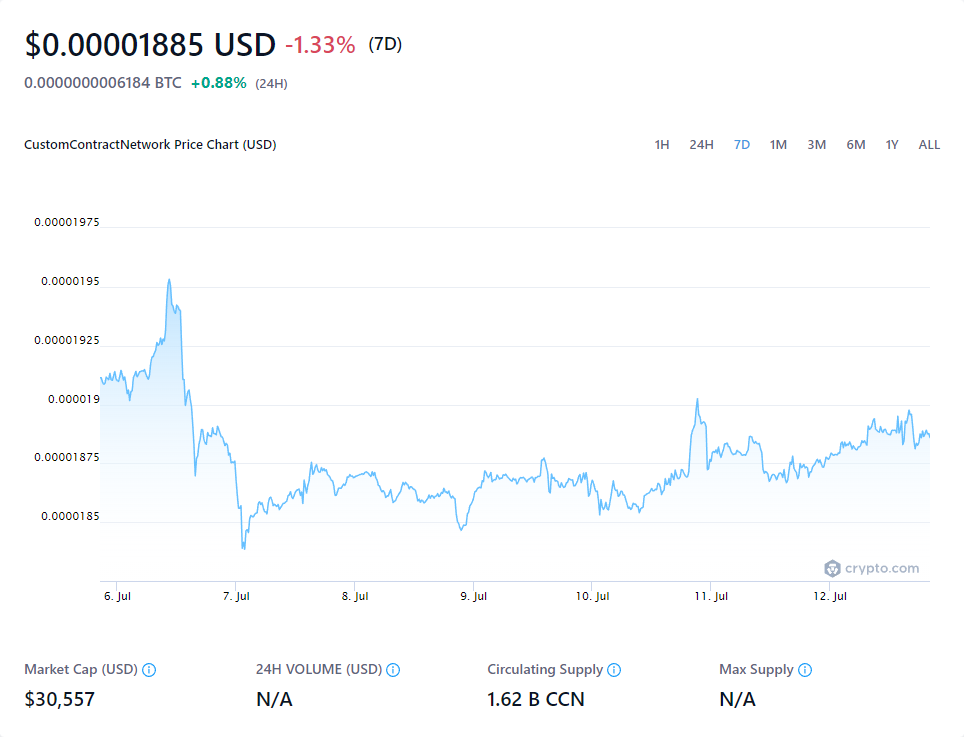 $0.00001885 USD -1.33% (7D)
0.0000000006184 BTC +0.88% (24H)
CustomContractNetwork Price Chart (USD) 1H 24H 7D 1M 3M 6M 1Y ALL
0.00001975
0.0000195
0.00001925
0.000019
0.00001875
0.0000185
crypto.com
6. Jul 7. Jul 8. Jul 9. Jul 10. Jul 11. Jul 12. Jul
Market Cap (USD) 24H VOLUME (USD) Circulating Supply Max Supply
$30,557 N/A 1.62 B CCN N/A